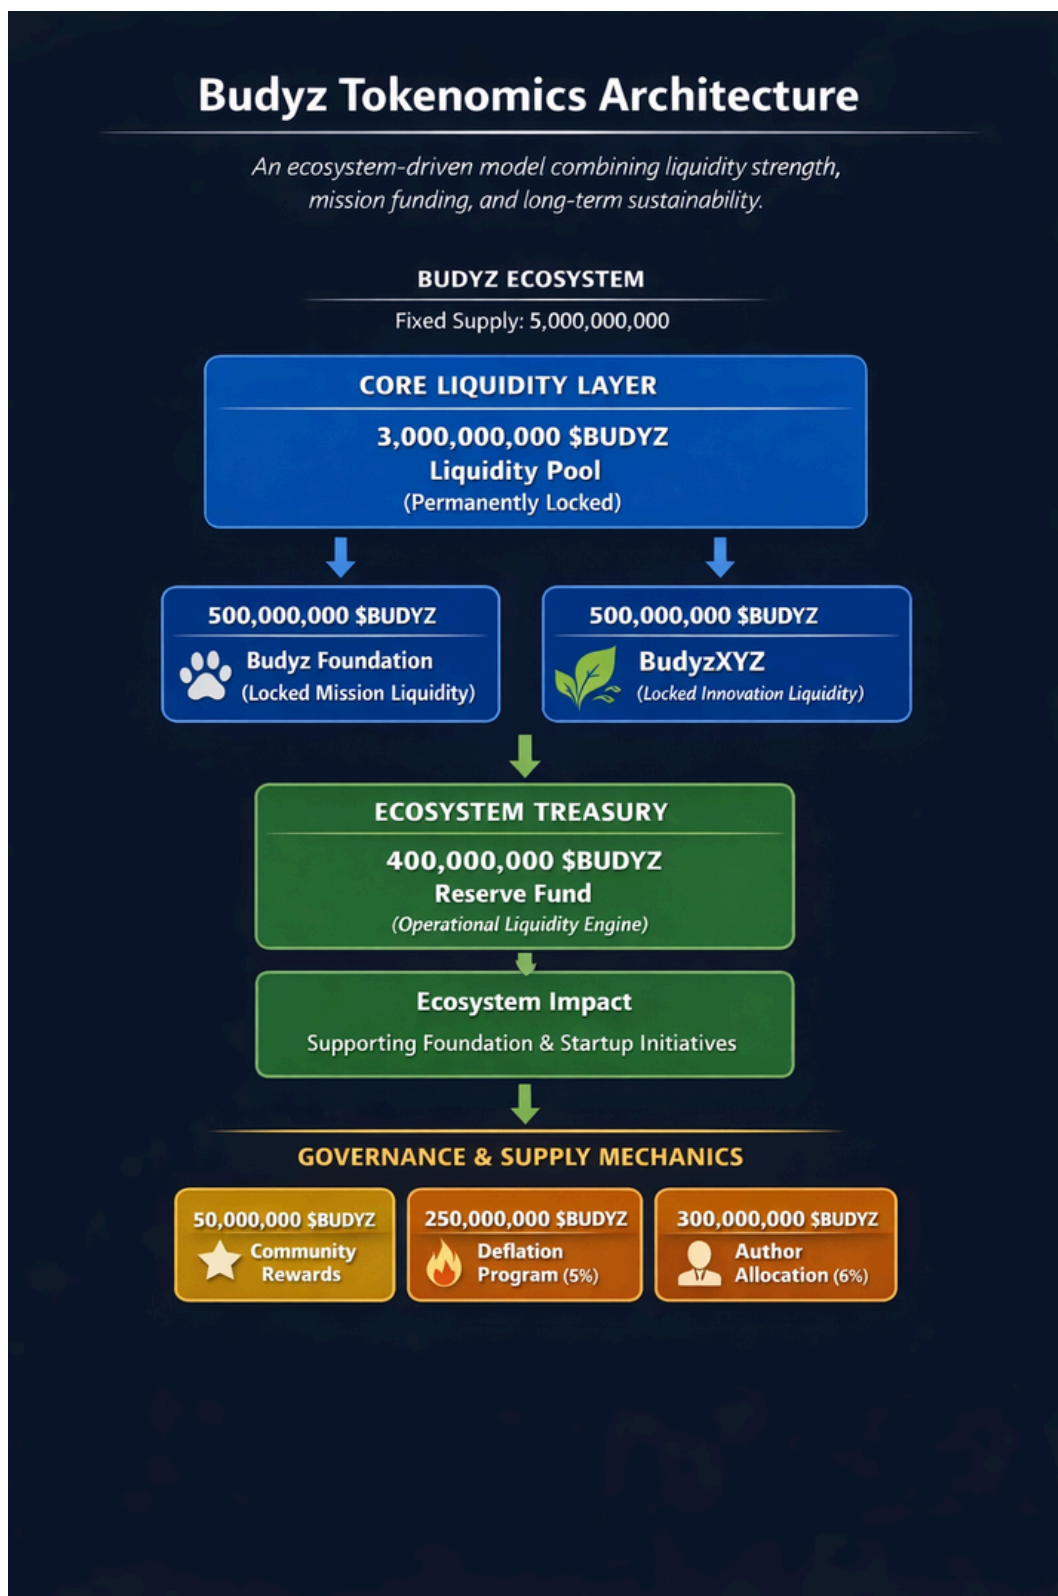 Budyz Tokenomics Architecture
An ecosystem-driven model combining liquidity strength,
mission funding, and long-term sustainability.
BUDYZ ECOSYSTEM
Fixed Supply: 5,000,000,000
CORE LIQUIDITY LAYER
3,000,000,000 $BUDYZ
Liquidity Pool
(Permanently Locked)
500,000,000 $BUDYZ
Budyz Foundation
(Locked Mission Liquidity)
500,000,000 $BUDYZ
BudyzXYZ
(Locked Innovation Liquidity)
ECOSYSTEM TREASURY
400,000,000 $BUDYZ
Reserve Fund
(Operational Liquidity Engine)
Ecosystem Impact
Supporting Foundation & Startup Initiatives
GOVERNANCE & SUPPLY MECHANICS
50,000,000 $BUDYZ
Community
Rewards
250,000,000 $BUDYZ
Deflation
Program (5%)
300,000,000 $BUDYZ
Author
Allocation (6%)